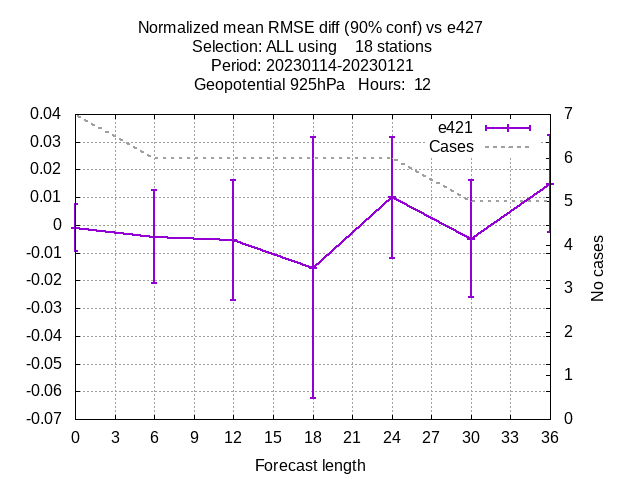 Normalized mean RMSE diff (90% conf) vs e427
Selection: ALL using    18 stations
Period: 20230114-20230121
Geopotential 925hPa   Hours:  12
0.04
0.03
0.02
0.01
0
-0.01
-0.02
-0.03
-0.04
-0.05
-0.06
-0.07
e421
Cases
7
6
5
4
3
2
1
0
No cases
0 3 6 9 12 15 18 21 24 27 30 33 36
Forecast length